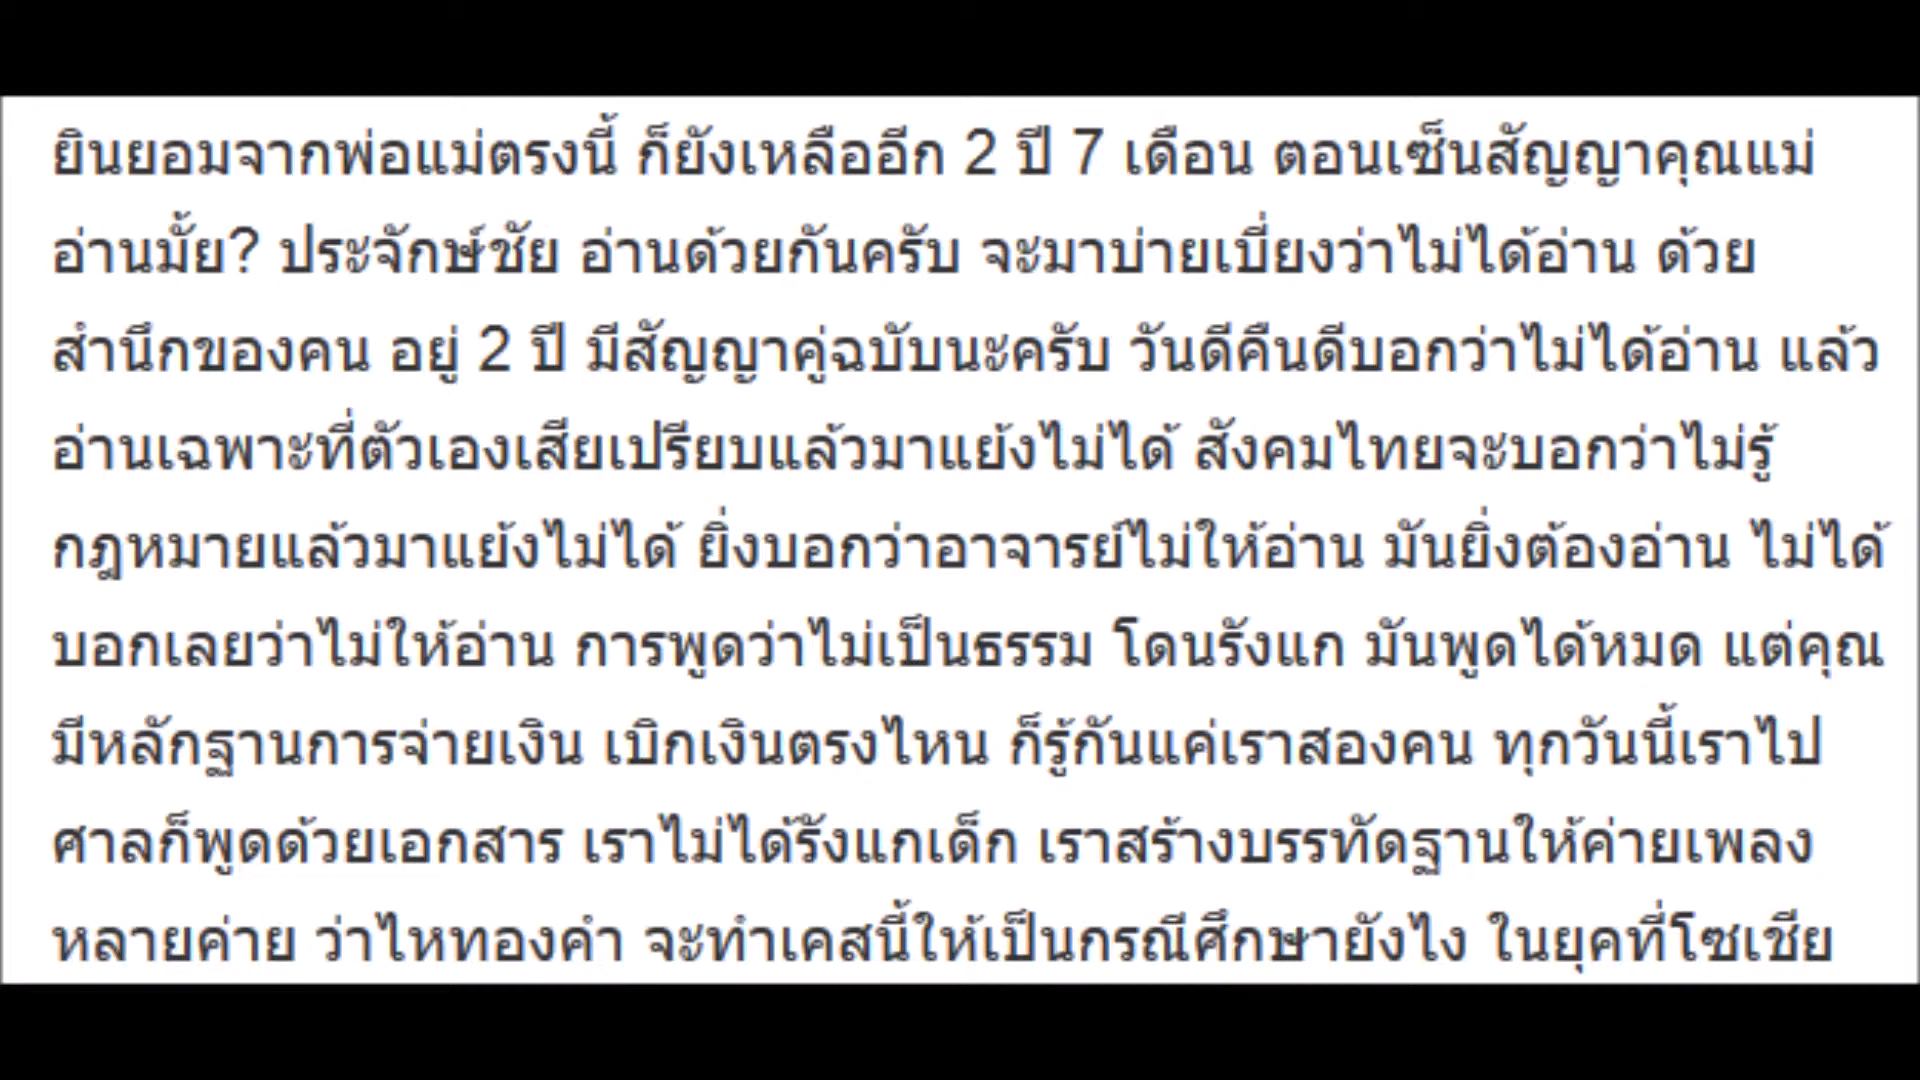 ยินยอมจากพ่อแม่ตรงนี้ ก็ยังเหลืออีก 2 ปี 7 เดือน ตอนเซ็นสัญญาคุณแม่
อ่านมั้ย? ประจักษ์ชัย อ่านด้วยกันครับ จะมาบ่ายเบี่ยงว่าไม่ได้อ่าน ด้วย
สำนึกของคน อยู่ 2 ปี มีสัญญาคู่ฉบับนะครับ วันดีคืนดีบอกว่าไม่ได้อ่าน แล้ว
อ่านเฉพาะที่ตัวเองเสียเปรียบแล้วมาแย้งไม่ได้ สังคมไทยจะบอกว่าไม่รู้
กฎหมายแล้วมาแย้งไม่ได้ ยิ่งบอกว่าอาจารย์ไม่ให้อ่าน มันยิ่งต้องอ่าน ไม่ได้
บอกเลยว่าไม่ให้อ่าน การพูดว่าไม่เป็นธรรม โดนรังแก มันพูดได้หมด แต่คุณ
มีหลักฐานการจ่ายเงิน เบิกเงินตรงไหน ก็รู้กันแค่เราสองคน ทุกวันนี้เราไป
ศาลก็พูดด้วยเอกสาร เราไม่ได้รังแกเด็ก เราสร้างบรรทัดฐานให้ค่ายเพลง
หลายค่าย ว่าไหทองคำ จะทำเคสนี้ให้เป็นกรณีศึกษายังไง ในยุคที่โซเชีย